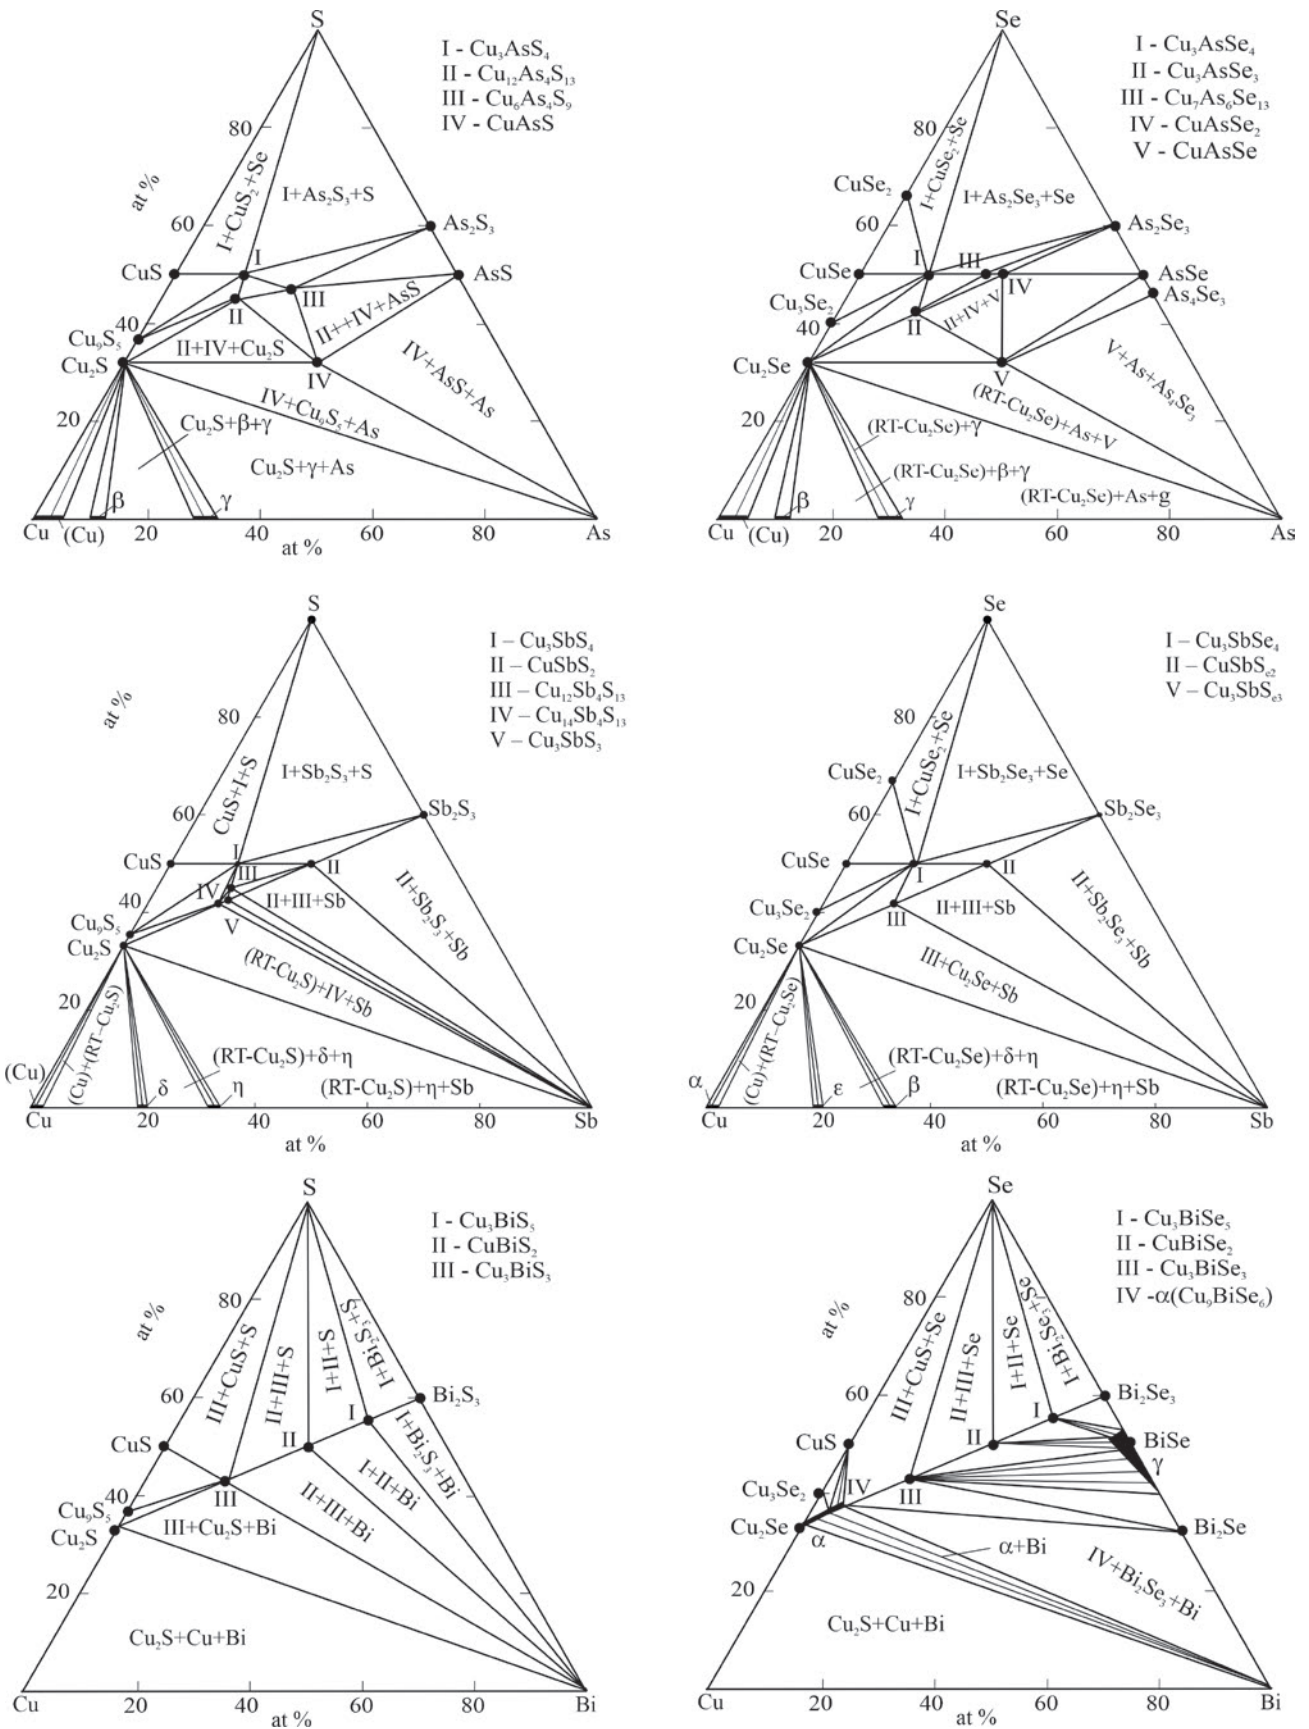 S
I - Cu₃AsS₄
II - Cu₁₂As₄S₁₃
III - Cu₆As₄S₉
IV - CuAsS
80
at %
I+CuS₂+Se
I+As₂S₃+S
60
As₂S₃
CuS
I
AsS
III
II
40
Cu₉S₅
II++IV+AsS
Cu₂S
II+IV+Cu₂S
IV
IV+AsS+As
20
IV+Cu₉S₅+As
Cu₂S+β+γ
Cu₂S+γ+As
β
γ
Cu
(Cu)
20
40
60
80
As
at %
Se
I - Cu₃AsSe₄
II - Cu₃AsSe₃
III - Cu₇As₆Se₁₃
IV - CuAsSe₂
V - CuAsSe
80
I+CuSe₂+Se
CuSe₂
I+As₂Se₃+Se
60
As₂Se₃
CuSe
I
III
IV
AsSe
As₄Se₃
Cu₃Se₂
40
II
II+IV+V
Cu₂Se
V
V+As+As₄Se₃
20
(RT-Cu₂Se)+As+V
(RT-Cu₂Se)+γ
(RT-Cu₂Se)+β+γ
(RT-Cu₂Se)+As+g
β
γ
Cu
(Cu)
20
40
60
80
As
at %
S
I – Cu₃SbS₄
II – CuSbS₂
III – Cu₁₂Sb₄S₁₃
IV – Cu₁₄Sb₄S₁₃
V – Cu₃SbS₃
at %
80
CuS+I+S
I+Sb₂S₃+S
60
Sb₂S₃
CuS
I
II
III
IV
40
V
Cu₉S₅
Cu₂S
II+III+Sb
II+Sb₂S₃+Sb
(RT-Cu₂S)+IV+Sb
20
(Cu)+(RT–Cu₂S)
(RT-Cu₂S)+δ+η
(RT-Cu₂S)+η+Sb
(Cu)
δ
η
Cu
20
40
60
80
Sb
at %
Se
I – Cu₃SbSe₄
II – CuSbSₑ₂
V – Cu₃SbSₑ₃
80
CuSe₂
I+CuSe₂+Se
I+Sb₂Se₃+Se
60
Sb₂Se₃
CuSe
I
II
Cu₃Se₂
40
III
II+III+Sb
II+Sb₂Se₃+Sb
Cu₂Se
III+Cu₂Se+Sb
20
(Cu)+(RT–Cu₂Se)
(RT-Cu₂Se)+δ+η
(RT-Cu₂Se)+η+Sb
α
ε
β
Cu
20
40
60
80
Sb
at %
S
I - Cu₃BiS₅
II - CuBiS₂
III - Cu₃BiS₃
at %
80
III+CuS+S
II+III+S
I+II+S
I+Bi₂S₃+S
60
Bi₂S₃
I
CuS
II
III
40
Cu₉S₅
Cu₂S
III+Cu₂S+Bi
II+III+Bi
I+II+Bi
I+Bi₂S₃+Bi
20
Cu₂S+Cu+Bi
Cu
20
40
60
80
Bi
at %
Se
I - Cu₃BiSe₅
II - CuBiSe₂
III - Cu₃BiSe₃
IV -α(Cu₉BiSe₆)
at %
80
III+CuS+Se
II+III+Se
I+II+Se
I+Bi₂Se₃+Se
60
Bi₂Se₃
I
CuS
II
BiSe
γ
IV
III
Cu₃Se₂
40
Cu₂Se
α
Bi₂Se
α+Bi
IV+Bi₂Se₃+Bi
20
Cu₂S+Cu+Bi
Cu
20
40
60
80
Bi
at %